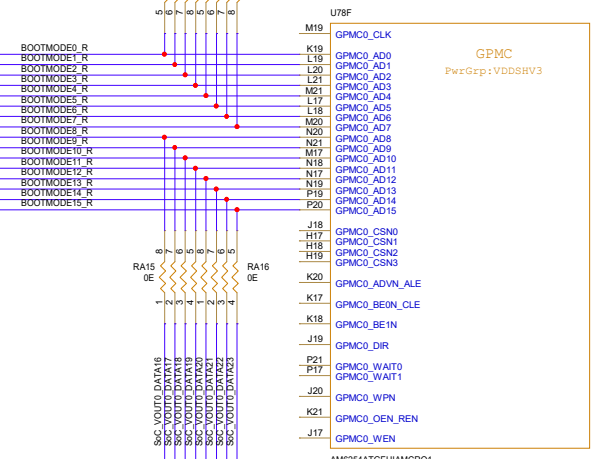 5 6 7 8 5 6 7 8
U78F
GPMC
PwrGrp:VDDSHV3
M19 GPMC0_CLK
BOOTMODE0_R K19 GPMC0_AD0
BOOTMODE1_R L19 GPMC0_AD1
BOOTMODE2_R L20 GPMC0_AD2
BOOTMODE3_R L21 GPMC0_AD3
BOOTMODE4_R M21 GPMC0_AD4
BOOTMODE5_R L17 GPMC0_AD5
BOOTMODE6_R L18 GPMC0_AD6
BOOTMODE7_R M20 GPMC0_AD7
BOOTMODE8_R N20 GPMC0_AD8
BOOTMODE9_R N21 GPMC0_AD9
BOOTMODE10_R M17 GPMC0_AD10
BOOTMODE11_R N18 GPMC0_AD11
BOOTMODE12_R N17 GPMC0_AD12
BOOTMODE13_R N19 GPMC0_AD13
BOOTMODE14_R P19 GPMC0_AD14
BOOTMODE15_R P20 GPMC0_AD15
J18 GPMC0_CSN0
H17 GPMC0_CSN1
H18 GPMC0_CSN2
H19 GPMC0_CSN3
K20 GPMC0_ADVN_ALE
K17 GPMC0_BE0N_CLE
K18 GPMC0_BE1N
J19 GPMC0_DIR
P21 GPMC0_WAIT0
P17 GPMC0_WAIT1
J20 GPMC0_WPN
K21 GPMC0_OEN_REN
J17 GPMC0_WEN
8 7 6 5 8 7 6 5
RA15
0E
RA16
0E
1 2 3 4 1 2 3 4
SoC_VOUT0_DATA16
SoC_VOUT0_DATA17
SoC_VOUT0_DATA18
SoC_VOUT0_DATA19
SoC_VOUT0_DATA20
SoC_VOUT0_DATA21
SoC_VOUT0_DATA22
SoC_VOUT0_DATA23